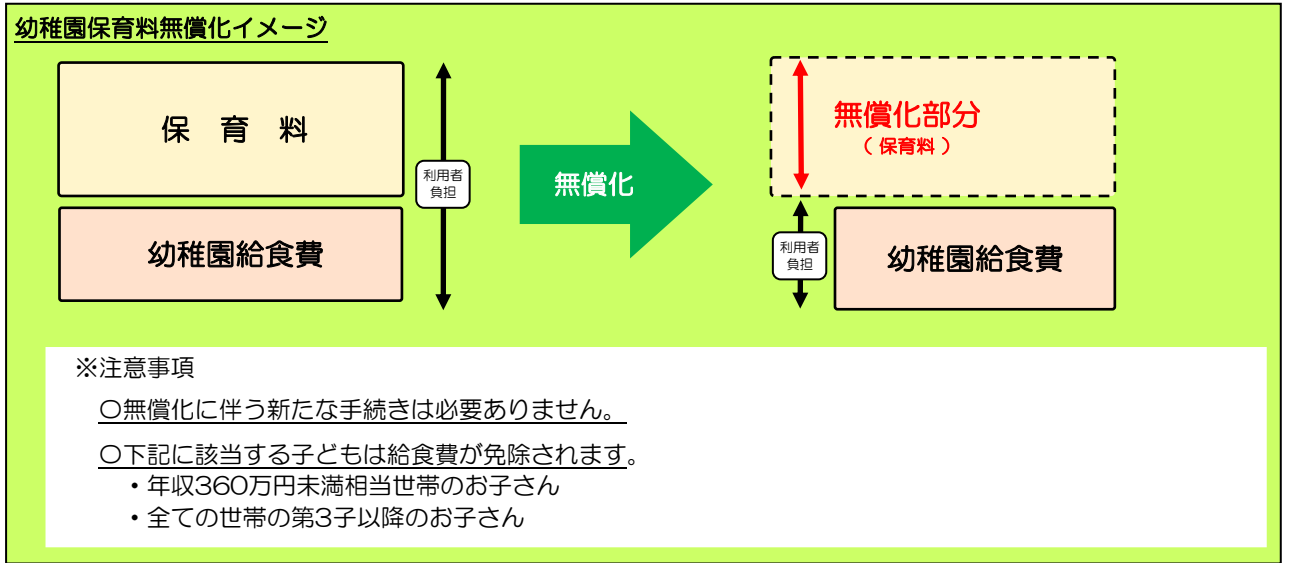 幼稚園保育料無償化イメージ
保　育　料
利用者
負担
幼稚園給食費
無償化
無償化部分
（ 保育料 ）
利用者
負担
幼稚園給食費
※注意事項
〇無償化に伴う新たな手続きは必要ありません。
〇下記に該当する子どもは給食費が免除されます。
・年収360万円未満相当世帯のお子さん
・全ての世帯の第3子以降のお子さん